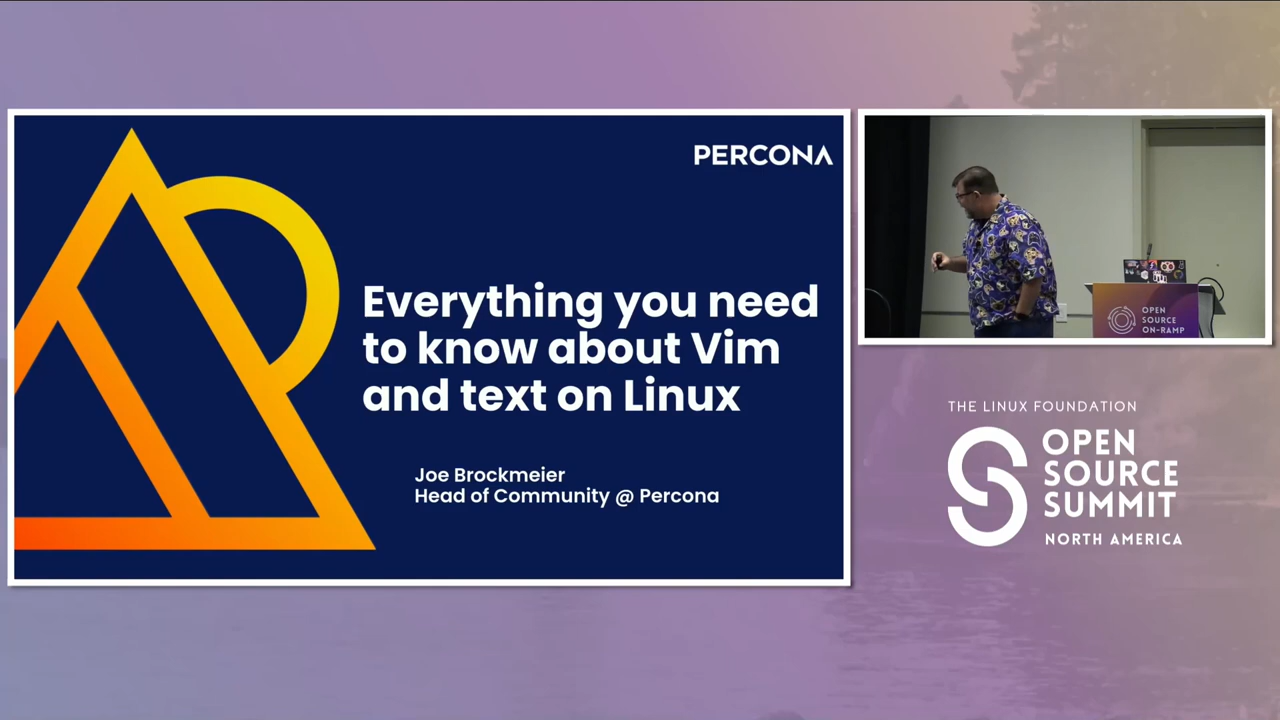 PERCONA
Everything you need
to know about Vim
and text on Linux
Joe Brockmeier
Head of Community @ Percona
OPEN
SOURCE
ON-RAMP
THE LINUX FOUNDATION
OPEN
SOURCE
SUMMIT
NORTH AMERICA